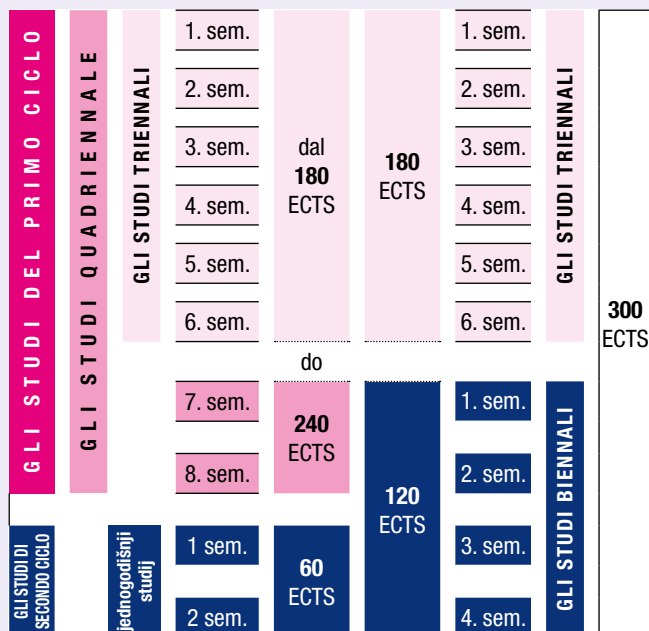 GLI STUDI DEL PRIMO CICLO
GLI STUDI QUADRIENNALE
GLI STUDI TRIENNALI
1. sem.
2. sem.
3. sem.
4. sem.
5. sem.
6. sem.
7. sem.
8. sem.
dal
180
ECTS
do
240
ECTS
180
ECTS
120
ECTS
1. sem.
2. sem.
3. sem.
4. sem.
5. sem.
6. sem.
1. sem.
2. sem.
3. sem.
4. sem.
GLI STUDI TRIENNALI
GLI STUDI BIENNALI
300
ECTS
GLI STUDI DI
SECONDO CICLO
jednogodišnji
studij
1 sem.
2 sem.
60
ECTS